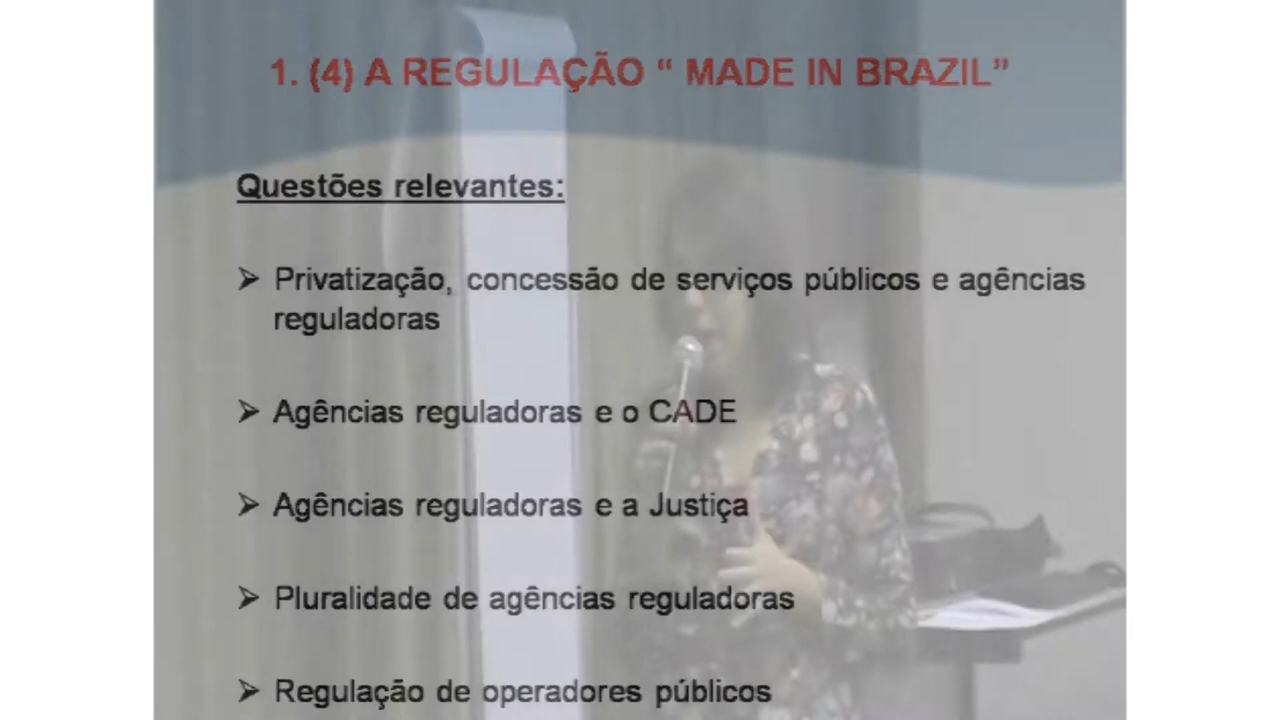 1. (4) A REGULAÇÃO “ MADE IN BRAZIL”
Questões relevantes:
➢ Privatização, concessão de serviços públicos e agências
reguladoras
➢ Agências reguladoras e o CADE
➢ Agências reguladoras e a Justiça
➢ Pluralidade de agências reguladoras
➢ Regulação de operadores públicos